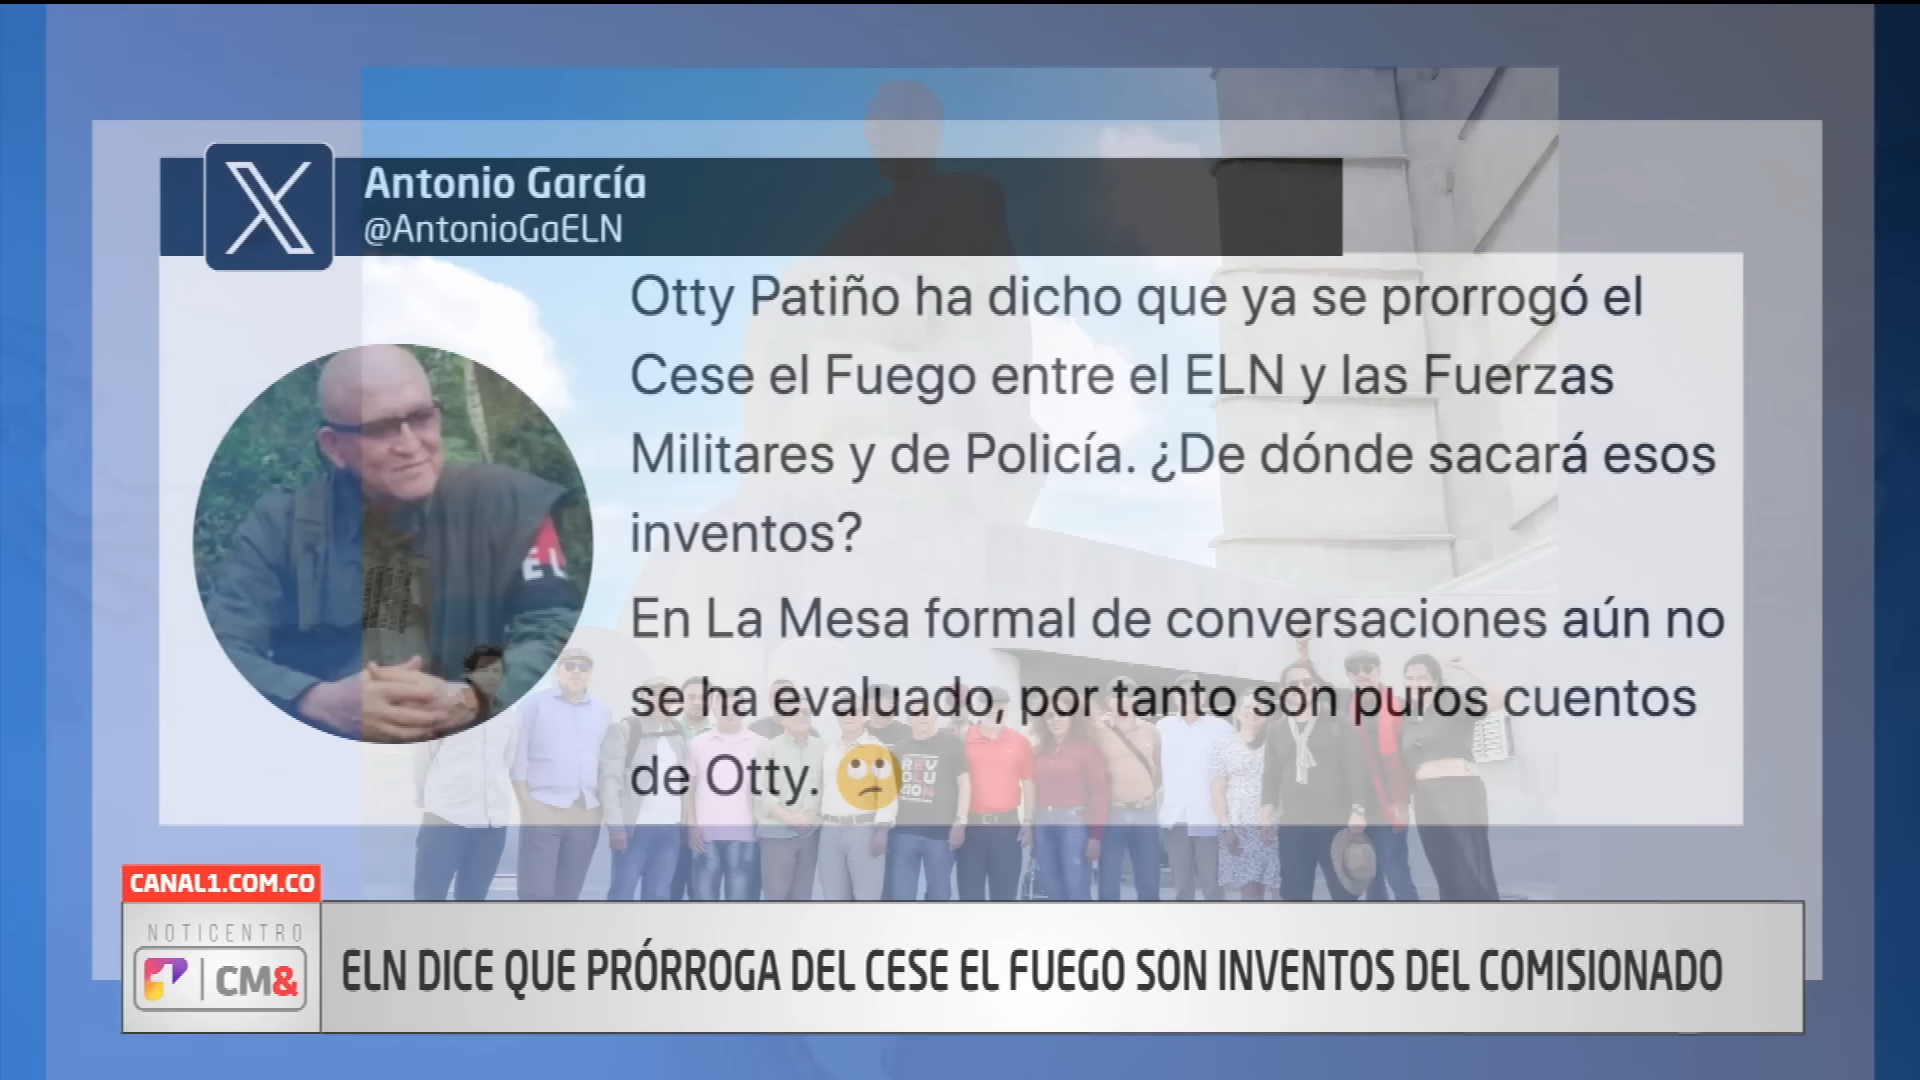 X
Antonio García
@AntonioGaELN
Otty Patiño ha dicho que ya se prorrogó el
Cese el Fuego entre el ELN y las Fuerzas
Militares y de Policía. ¿De dónde sacará esos
inventos?
En La Mesa formal de conversaciones aún no
se ha evaluado, por tanto son puros cuentos
de Otty. 🙄
EL
REVOLUCIÓN
CANAL1.COM.CO
NOTICENTRO
1 | CM&
ELN DICE QUE PRÓRROGA DEL CESE EL FUEGO SON INVENTOS DEL COMISIONADO